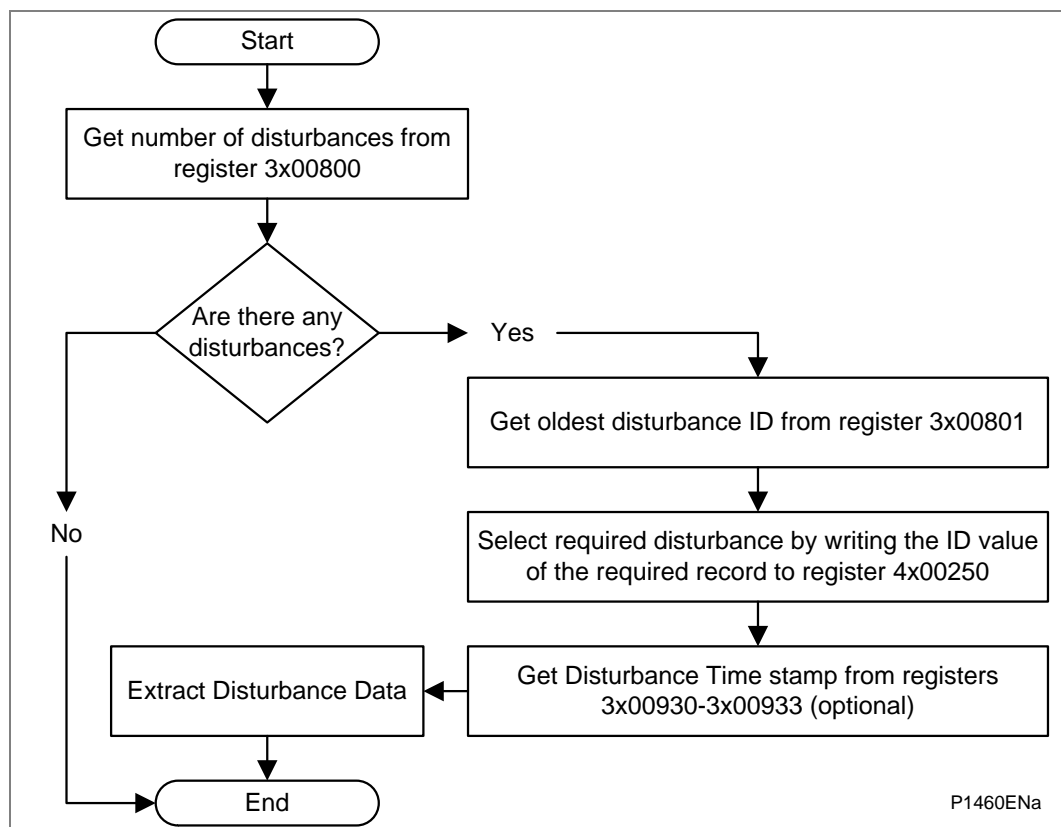 Start
Get number of disturbances from
register 3x00800
Are there any
disturbances?
Yes
Get oldest disturbance ID from register 3x00801
No
Select required disturbance by writing the ID value
of the required record to register 4x00250
Extract Disturbance Data
Get Disturbance Time stamp from registers
3x00930-3x00933 (optional)
End
P1460ENa